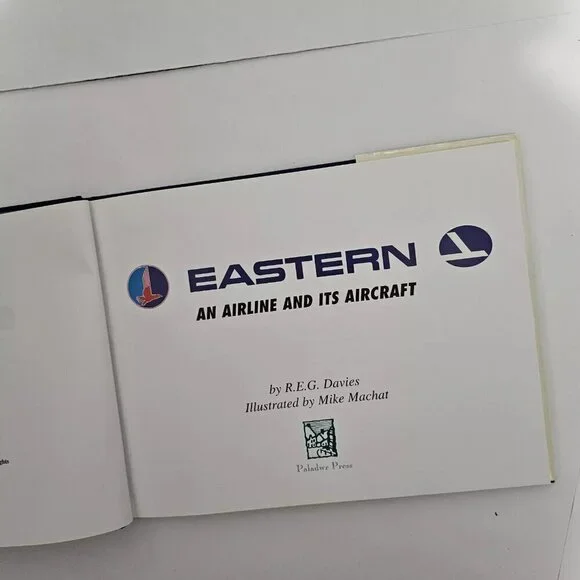 EASTERN
AN AIRLINE AND ITS AIRCRAFT
by R.E.G. Davies
Illustrated by Mike Machat
Paladwr Press